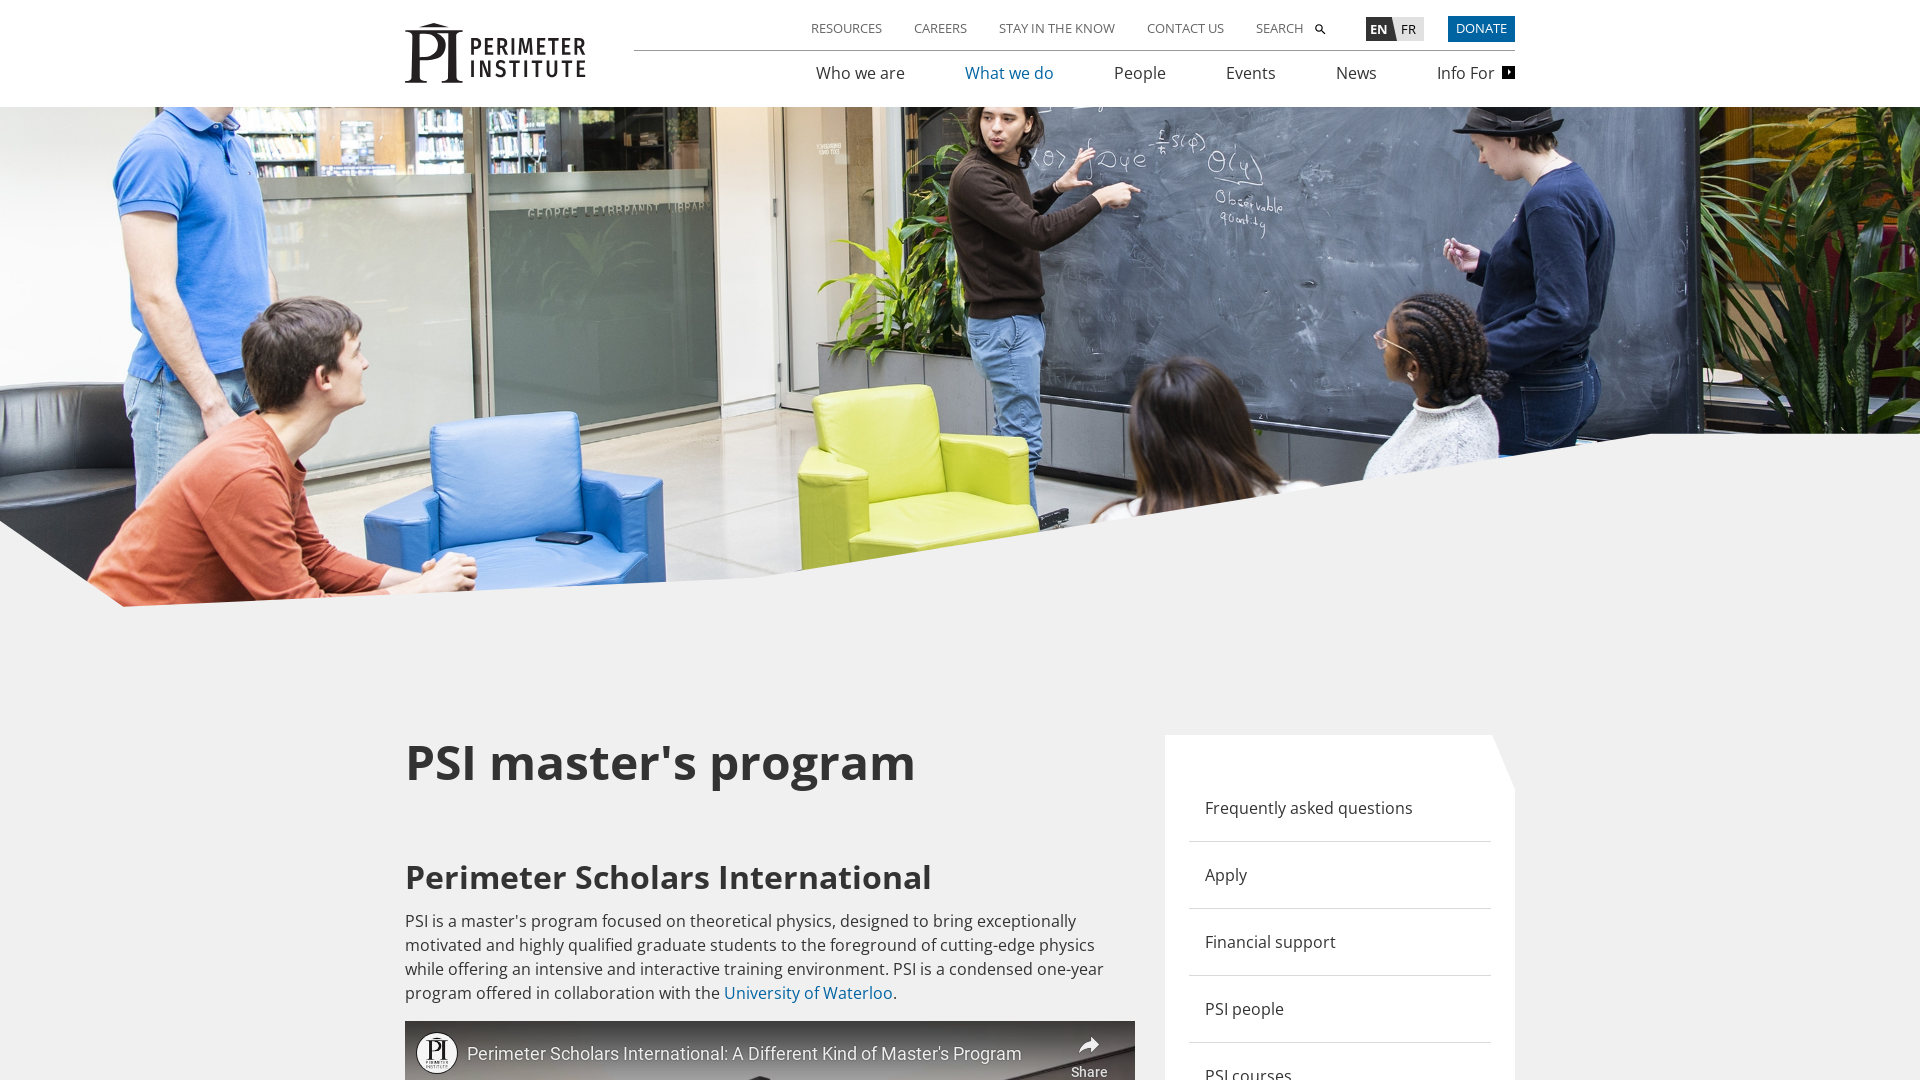 PERIMETER
INSTITUTE
RESOURCES
CAREERS
STAY IN THE KNOW
CONTACT US
SEARCH
EN
FR
DONATE
Who we are
What we do
People
Events
News
Info For
GEORGE LEIBBRANDT LIBRARY
Observable
quantity
PSI master's program
Perimeter Scholars International
PSI is a master's program focused on theoretical physics, designed to bring exceptionally
motivated and highly qualified graduate students to the foreground of cutting-edge physics
while offering an intensive and interactive training environment. PSI is a condensed one-year
program offered in collaboration with the University of Waterloo.
Perimeter Scholars International: A Different Kind of Master's Program
Share
Frequently asked questions
Apply
Financial support
PSI people
PSI courses